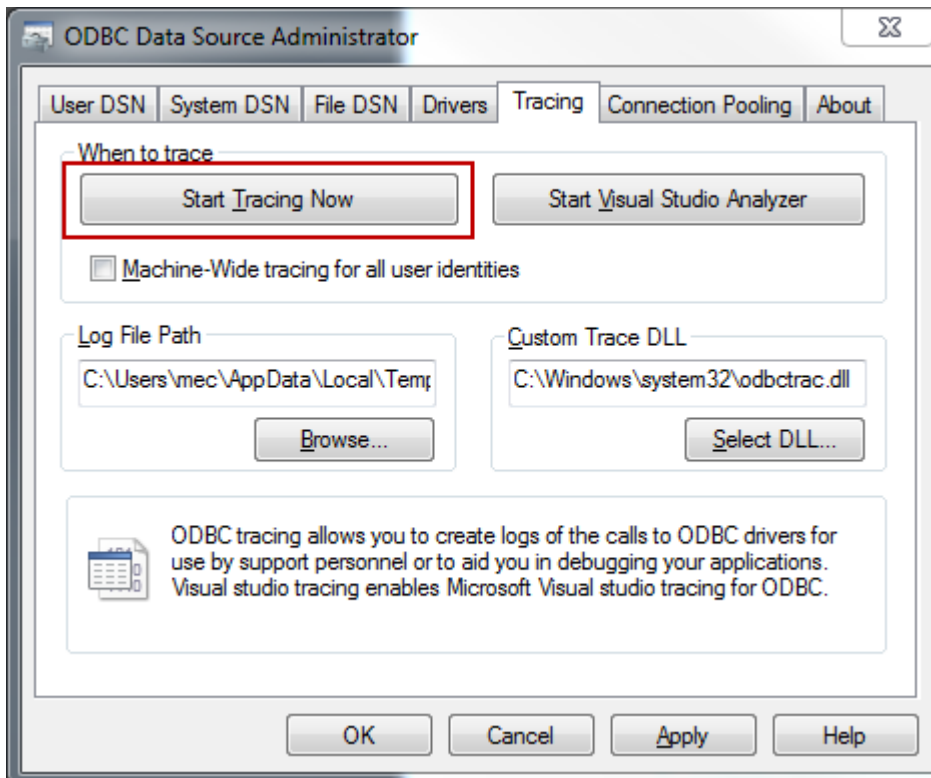 ODBC Data Source Administrator
User DSN System DSN File DSN Drivers Tracing Connection Pooling About
When to trace
Start Tracing Now Start Visual Studio Analyzer
Machine-Wide tracing for all user identities
Log File Path Custom Trace DLL
C:\Users\mec\AppData\Local\Temp C:\Windows\system32\odbctrac.dll
Browse... Select DLL...
ODBC tracing allows you to create logs of the calls to ODBC drivers for
use by support personnel or to aid you in debugging your applications.
Visual studio tracing enables Microsoft Visual studio tracing for ODBC.
OK Cancel Apply Help